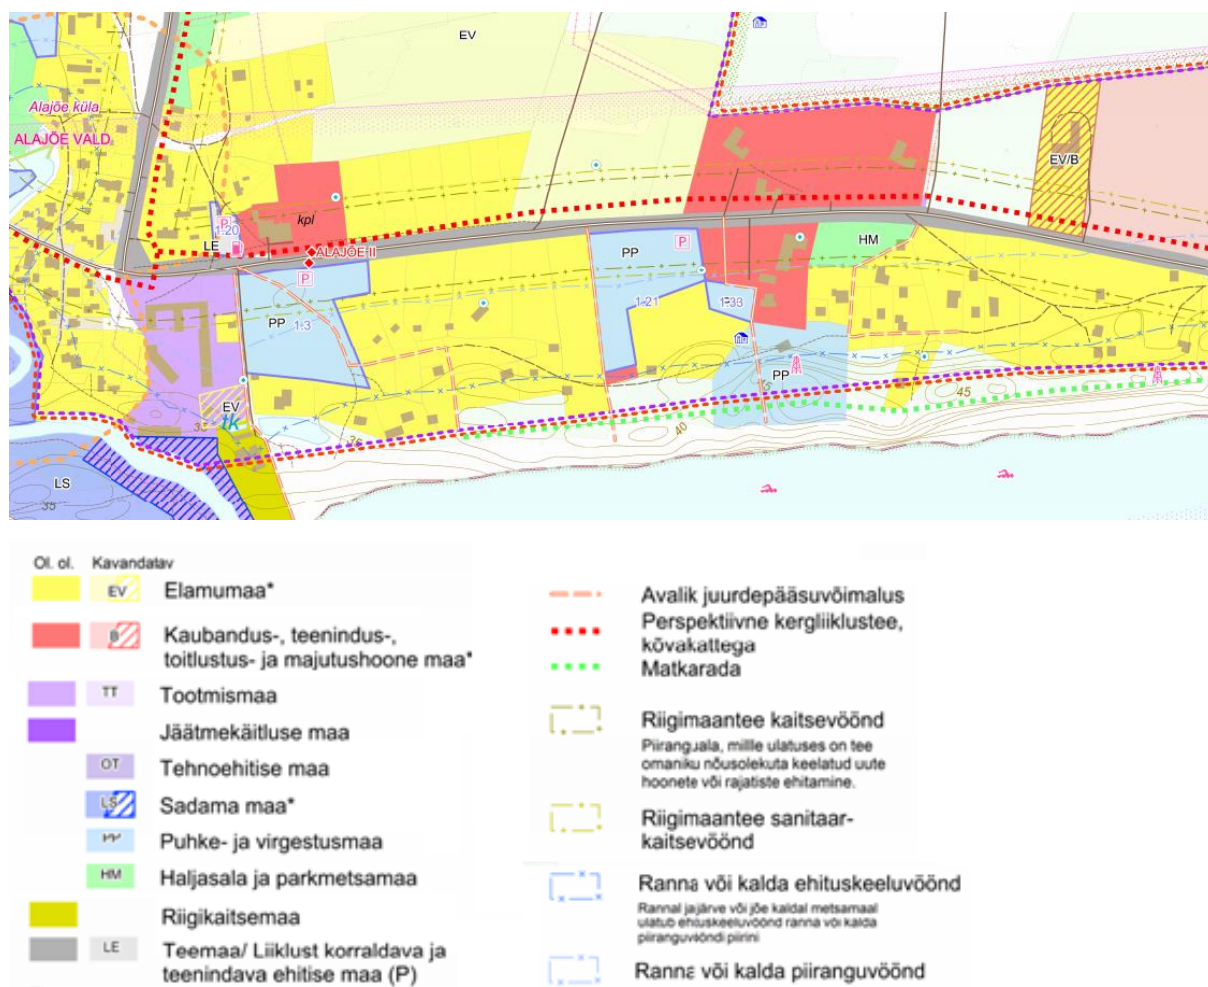 EV
Alajõe küla
ALAJÕE VALD
EV/B
P
1-20
kpl
LE
ALAJÕE II
P
PP
P
HM
PP
1-3
1-21
1-33
PP
45
EV
tk
35
40
45
LS
35
Ol. ol. Kavandatav
EV Elamumaa*
B Kaubandus-, teenindus-,
toitlustus- ja majutushoone maa*
TT Tootmismaa
Jäätmekäitluse maa
OT Tehnoehitise maa
LS Sadama maa*
PP Puhke- ja virgestusmaa
HM Haljasala ja parkmetsamaa
Riigikaitsemaa
LE Teemaa/ Liiklust korraldava ja
teenindava ehitise maa (P)
Avalik juurdepääsuvõimalus
Perspektiivne kergliiklustee,
kõvakattega
Matkarada
Riigimaantee kaitsevöönd
Piiranguala, millle ulatuses on tee
omaniku nõusolekuta keelatud uute
hoonete või rajatiste ehitamine.
Riigimaantee sanitaar-
kaitsevöönd
Ranna või kalda ehituskeeluvöönd
Rannal ja järve või jõe kaldal metsamaal
ulatub ehituskeeluvöönd ranna või kalda
piiranguvööndi piirini
Ranna või kalda piiranguvöönd